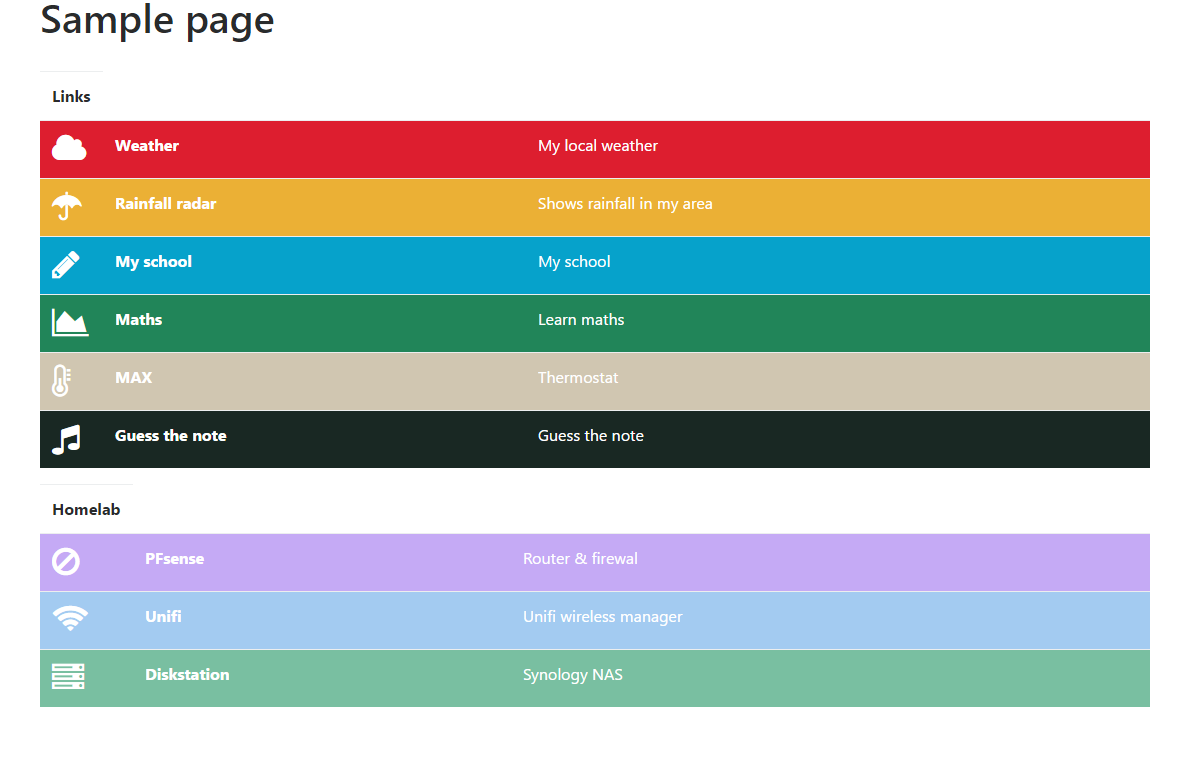 Sample page
Links
Weather My local weather
Rainfall radar Shows rainfall in my area
My school My school
Maths Learn maths
MAX Thermostat
Guess the note Guess the note
Homelab
PFsense Router & firewal
Unifi Unifi wireless manager
Diskstation Synology NAS